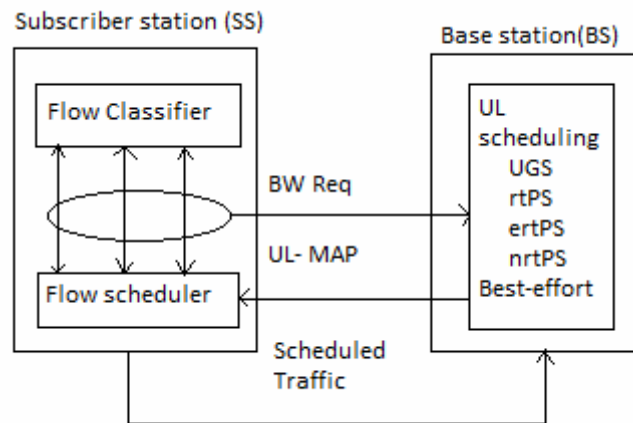 Subscriber station (SS)
Base station(BS)
Flow Classifier
Flow scheduler
BW Req
UL- MAP
Scheduled
Traffic
UL
scheduling
UGS
rtPS
ertPS
nrtPS
Best-effort